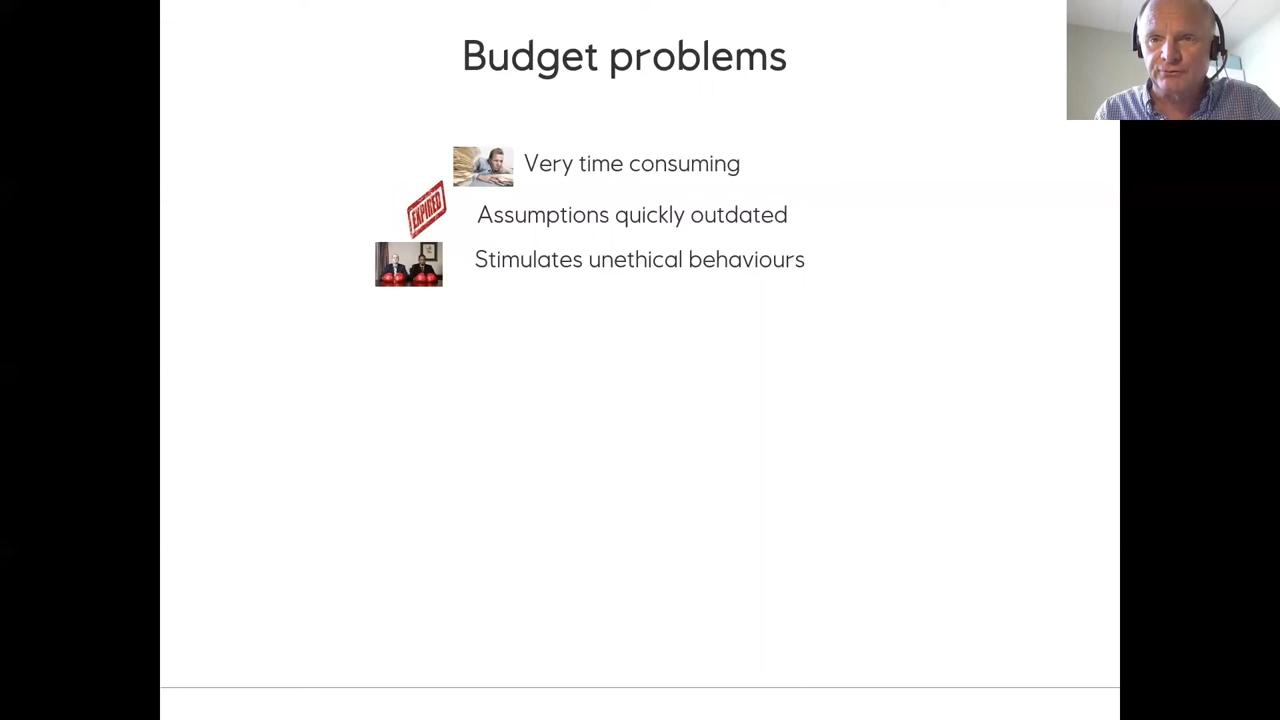 Budget problems
Very time consuming
EXPIRED
Assumptions quickly outdated
Stimulates unethical behaviours